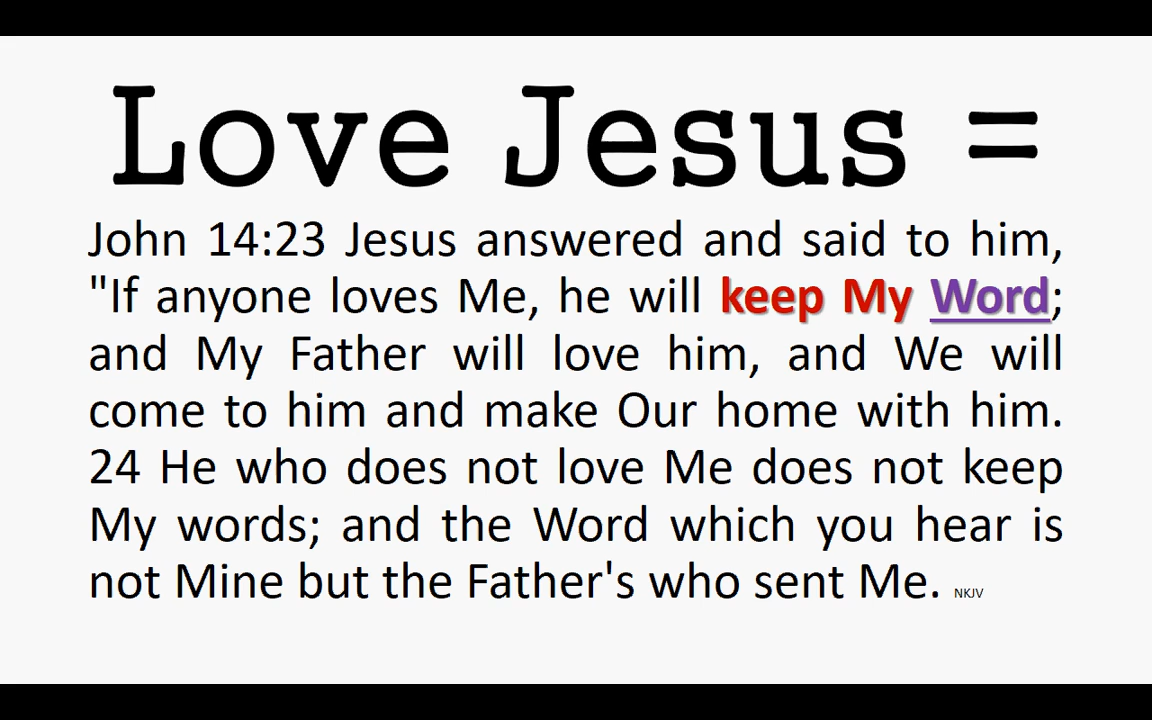 Love Jesus =
John 14:23 Jesus answered and said to him,
"If anyone loves Me, he will keep My Word;
and My Father will love him, and We will
come to him and make Our home with him.
24 He who does not love Me does not keep
My words; and the Word which you hear is
not Mine but the Father's who sent Me. NKJV